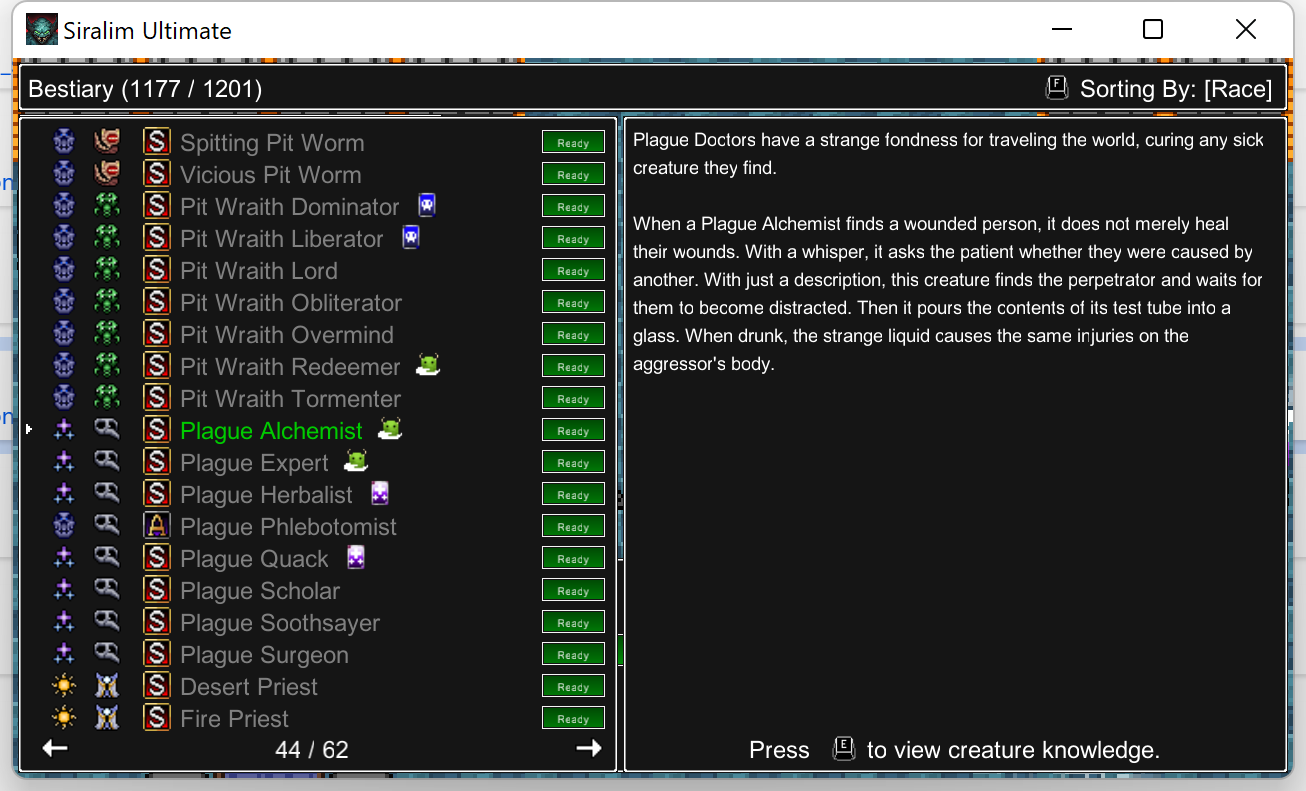 Siralim Ultimate
Bestiary (1177 / 1201)
F Sorting By: [Race]
S Spitting Pit Worm Ready
S Vicious Pit Worm Ready
S Pit Wraith Dominator Ready
S Pit Wraith Liberator Ready
S Pit Wraith Lord Ready
S Pit Wraith Obliterator Ready
S Pit Wraith Overmind Ready
S Pit Wraith Redeemer Ready
S Pit Wraith Tormenter Ready
S Plague Alchemist Ready
S Plague Expert Ready
S Plague Herbalist Ready
A Plague Phlebotomist Ready
S Plague Quack Ready
S Plague Scholar Ready
S Plague Soothsayer Ready
S Plague Surgeon Ready
S Desert Priest Ready
S Fire Priest Ready
44 / 62
Plague Doctors have a strange fondness for traveling the world, curing any sick
creature they find.
When a Plague Alchemist finds a wounded person, it does not merely heal
their wounds. With a whisper, it asks the patient whether they were caused by
another. With just a description, this creature finds the perpetrator and waits for
them to become distracted. Then it pours the contents of its test tube into a
glass. When drunk, the strange liquid causes the same injuries on the
aggressor's body.
Press E to view creature knowledge.